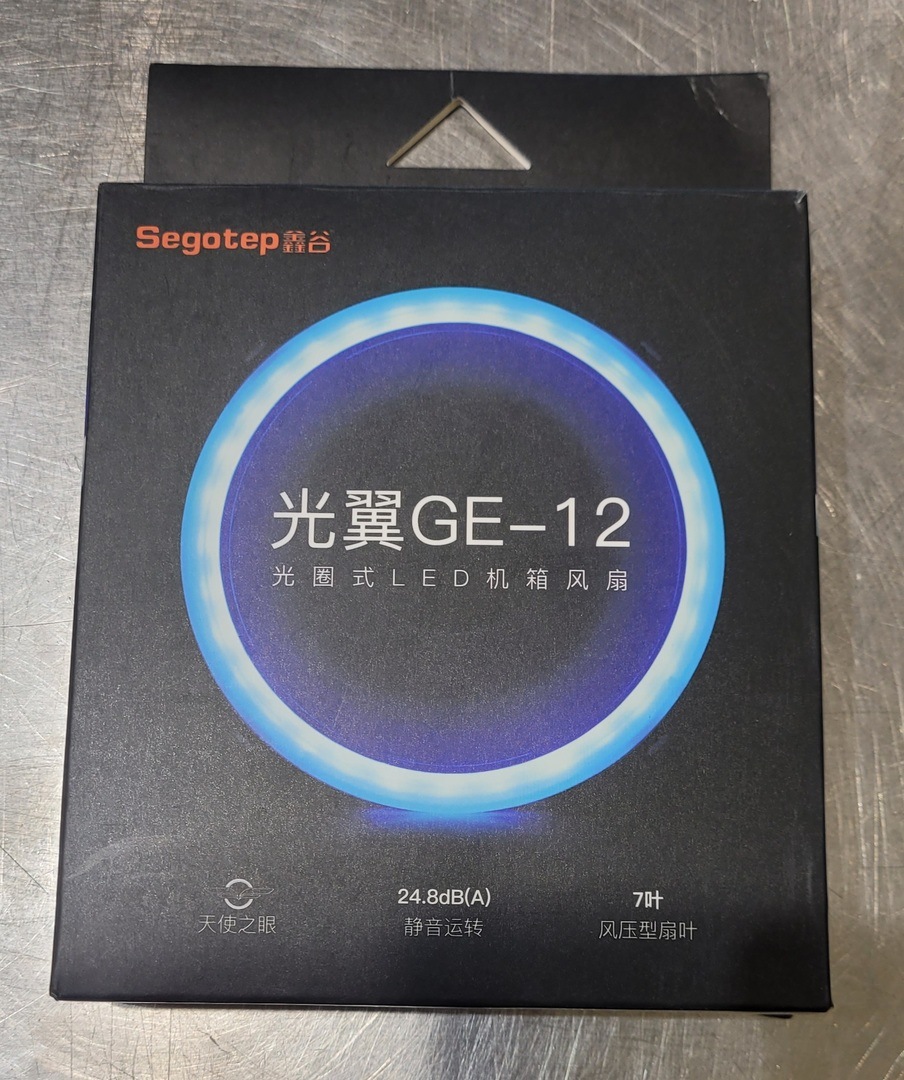 Segotep鑫谷
光翼GE-12
光圈式LED机箱风扇
天使之眼
24.8dB(A)
静音运转
7叶
风压型扇叶